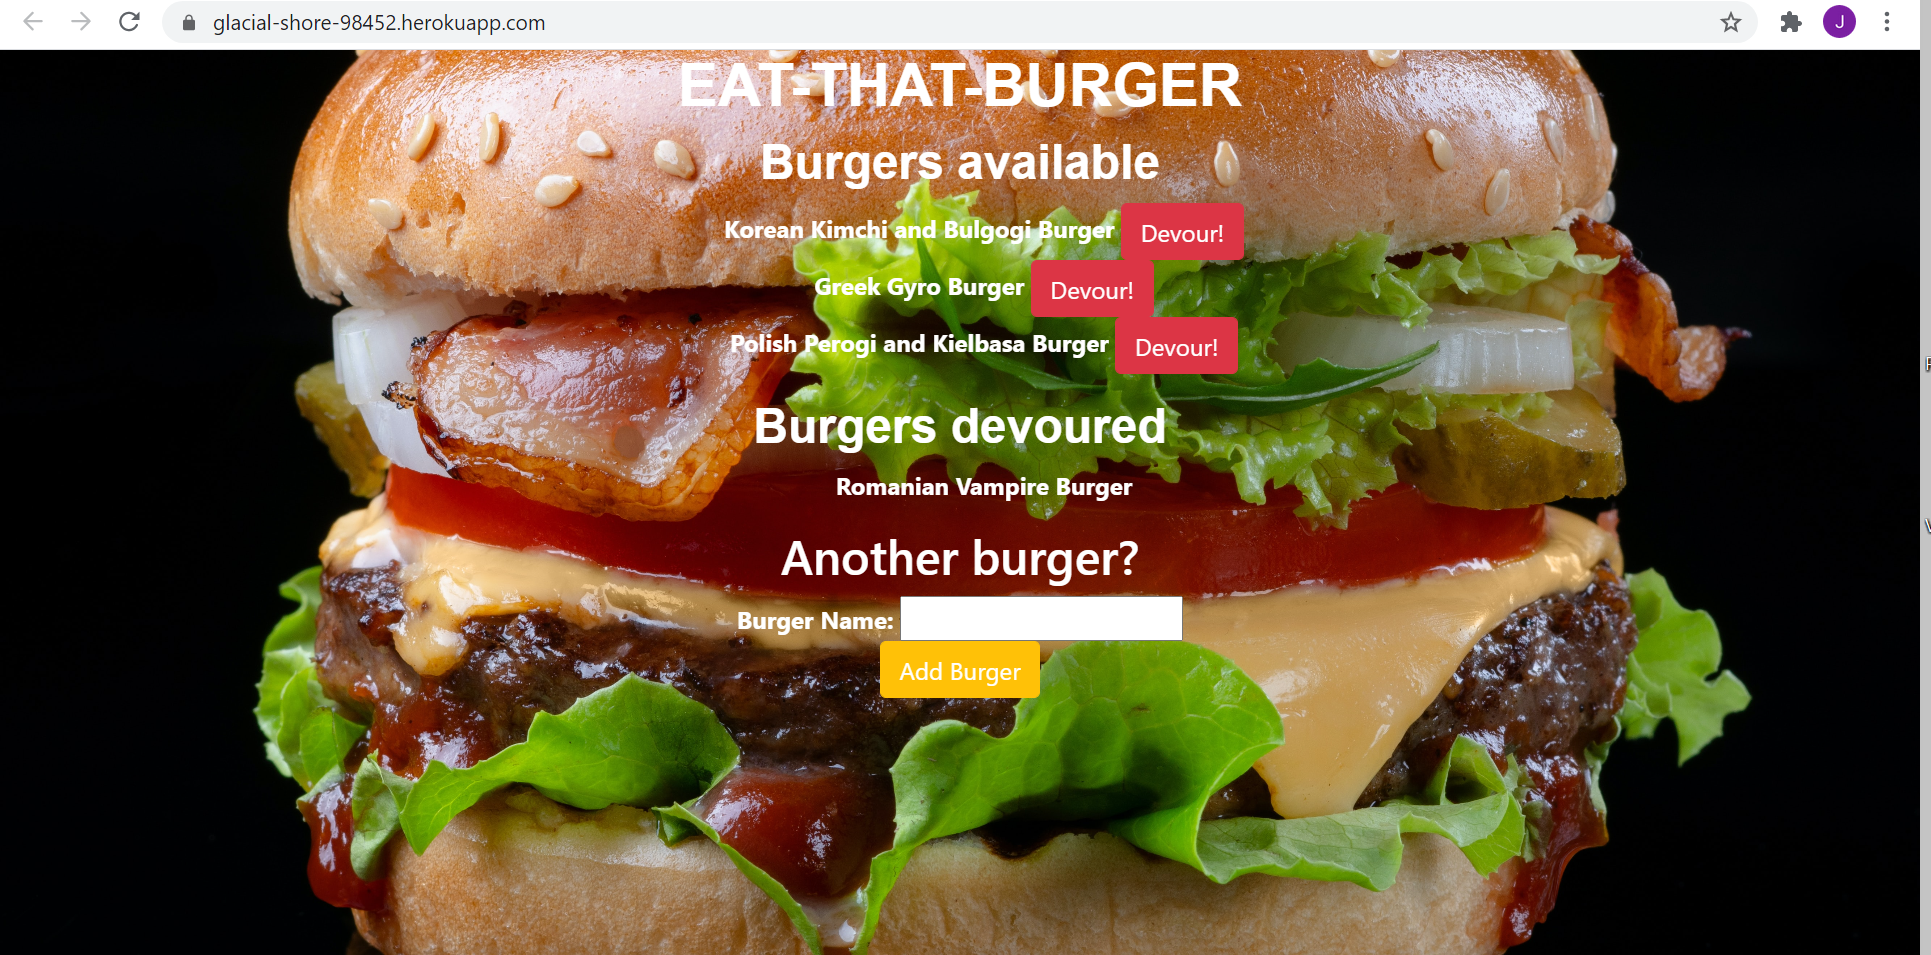 glacial-shore-98452.herokuapp.com
J
EAT-THAT-BURGER
Burgers available
Korean Kimchi and Bulgogi Burger Devour!
Greek Gyro Burger Devour!
Polish Perogi and Kielbasa Burger Devour!
Burgers devoured
Romanian Vampire Burger
Another burger?
Burger Name:
Add Burger